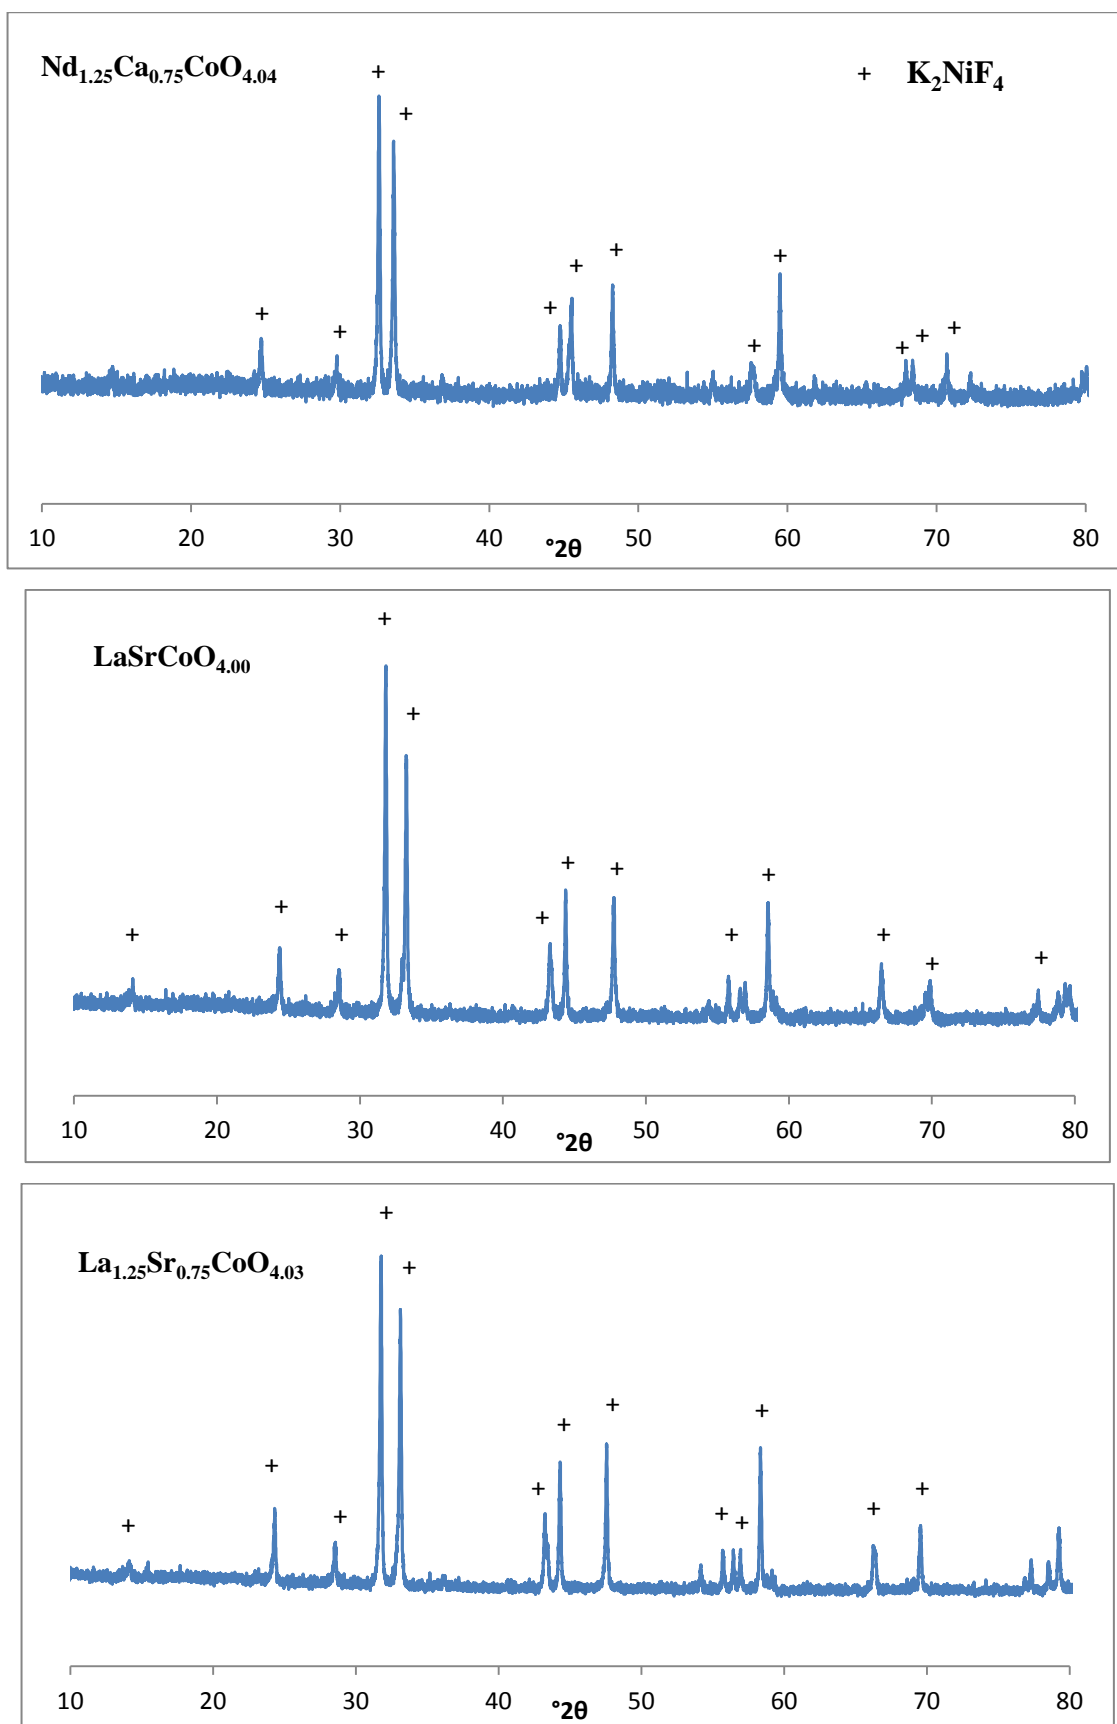 Nd₁.₂₅Ca₀.₇₅CoO₄.₀₄
+ K₂NiF₄
10 20 30 40 50 60 70 80
°2θ
LaSrCoO₄.₀₀
10 20 30 40 50 60 70 80
°2θ
La₁.₂₅Sr₀.₇₅CoO₄.₀₃
10 20 30 40 50 60 70 80
°2θ